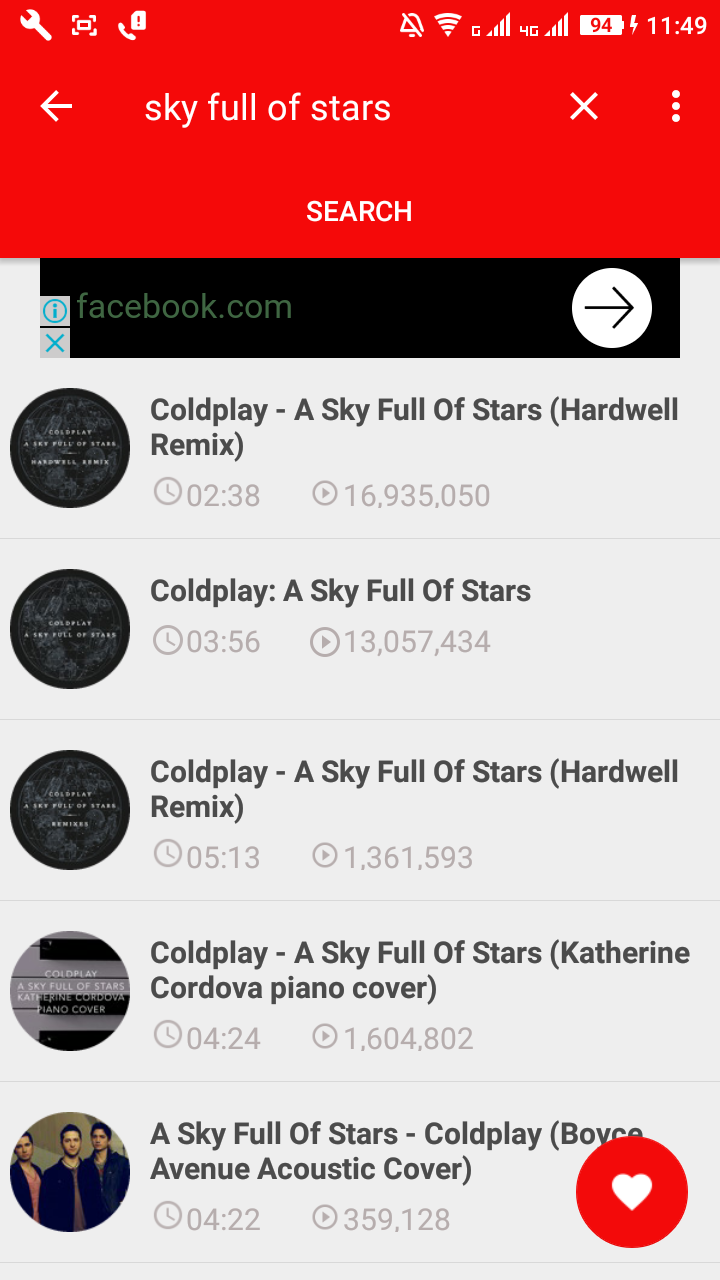 G 4G 94 11:49
sky full of stars
SEARCH
facebook.com
COLDPLAY
A SKY FULL OF STARS
HARDWELL REMIX
Coldplay - A Sky Full Of Stars (Hardwell
Remix)
02:38 16,935,050
COLDPLAY
A SKY FULL OF STARS
Coldplay: A Sky Full Of Stars
03:56 13,057,434
COLDPLAY
A SKY FULL OF STARS
REMIXES
Coldplay - A Sky Full Of Stars (Hardwell
Remix)
05:13 1,361,593
COLDPLAY
A SKY FULL OF STARS
KATHERINE CORDOVA
PIANO COVER
Coldplay - A Sky Full Of Stars (Katherine
Cordova piano cover)
04:24 1,604,802
A Sky Full Of Stars - Coldplay (Boyce
Avenue Acoustic Cover)
04:22 359,128